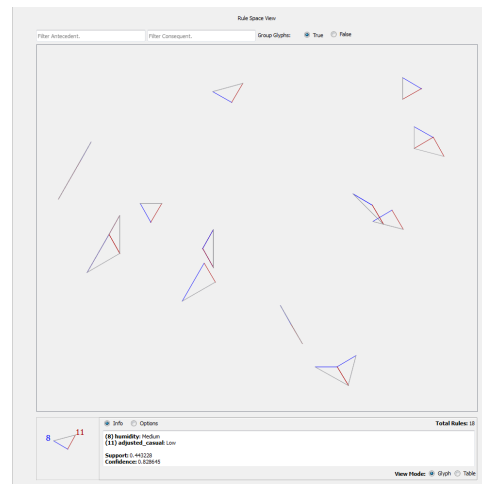 Rule Space View
Filter Antecedent.
Filter Consequent.
Group Glyphs: True False
8 11
Info Options Total Rules: 18
(8) humidity: Medium
(11) adjusted_casual: Low
Support: 0.443228
Confidence: 0.828645
View Mode: Glyph Table